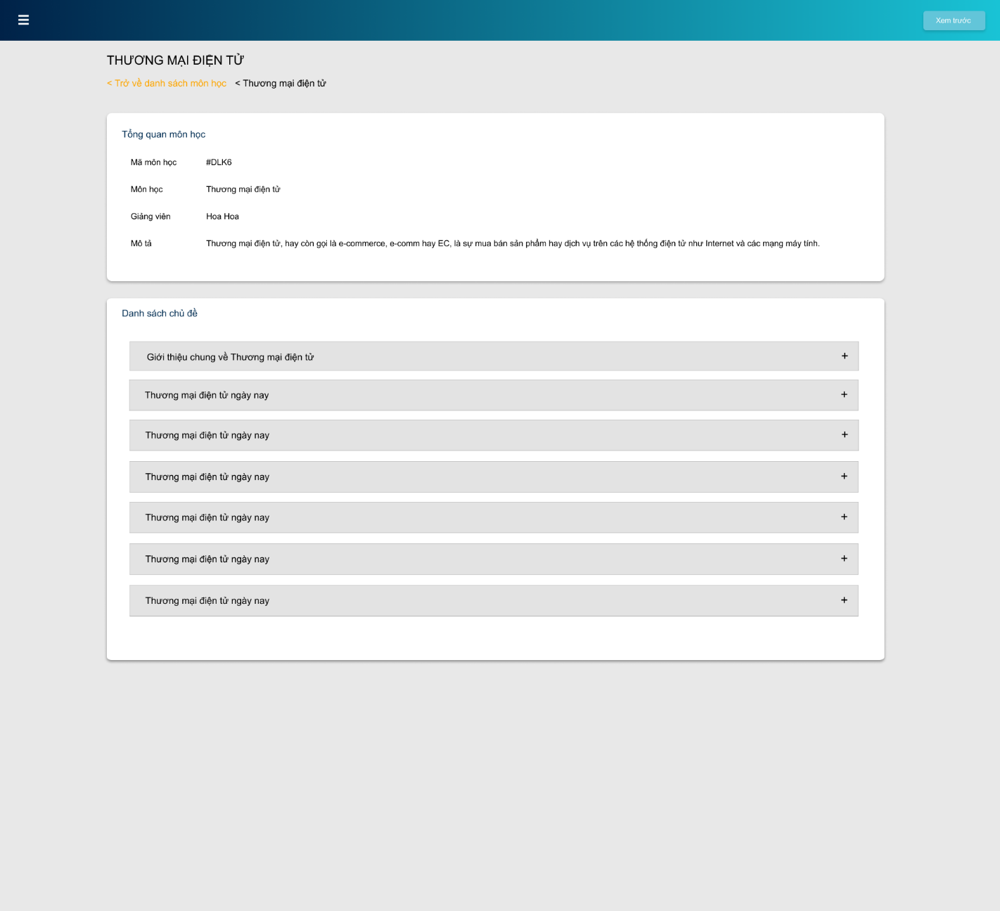 Xem trước
THƯƠNG MẠI ĐIỆN TỬ
< Trở về danh sách môn học < Thương mại điện tử
Tổng quan môn học
Mã môn học #DLK6
Môn học Thương mại điện tử
Giảng viên Hoa Hoa
Mô tả Thương mại điện tử, hay còn gọi là e-commerce, e-comm hay EC, là sự mua bán sản phẩm hay dịch vụ trên các hệ thống điện tử như Internet và các mạng máy tính.
Danh sách chủ đề
Giới thiệu chung về Thương mại điện tử +
Thương mại điện tử ngày nay +
Thương mại điện tử ngày nay +
Thương mại điện tử ngày nay +
Thương mại điện tử ngày nay +
Thương mại điện tử ngày nay +
Thương mại điện tử ngày nay +